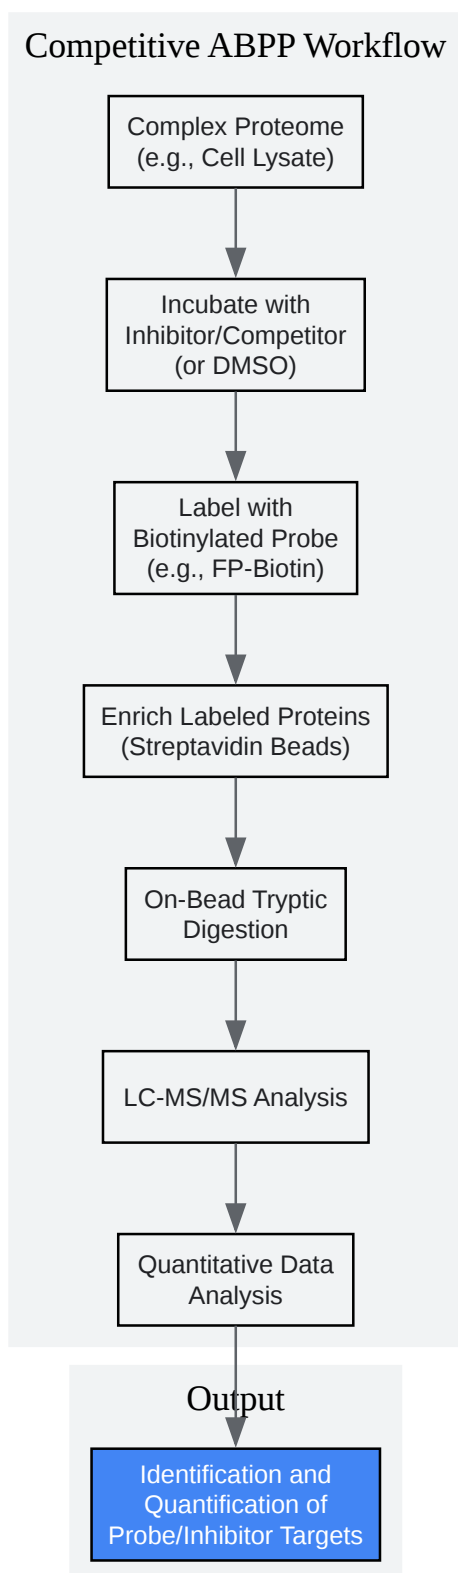 Competitive ABPP Workflow
Complex Proteome
(e.g., Cell Lysate)
Incubate with
Inhibitor/Competitor
(or DMSO)
Label with
Biotinylated Probe
(e.g., FP-Biotin)
Enrich Labeled Proteins
(Streptavidin Beads)
On-Bead Tryptic
Digestion
LC-MS/MS Analysis
Quantitative Data
Analysis
Output
Identification and
Quantification of
Probe/Inhibitor Targets